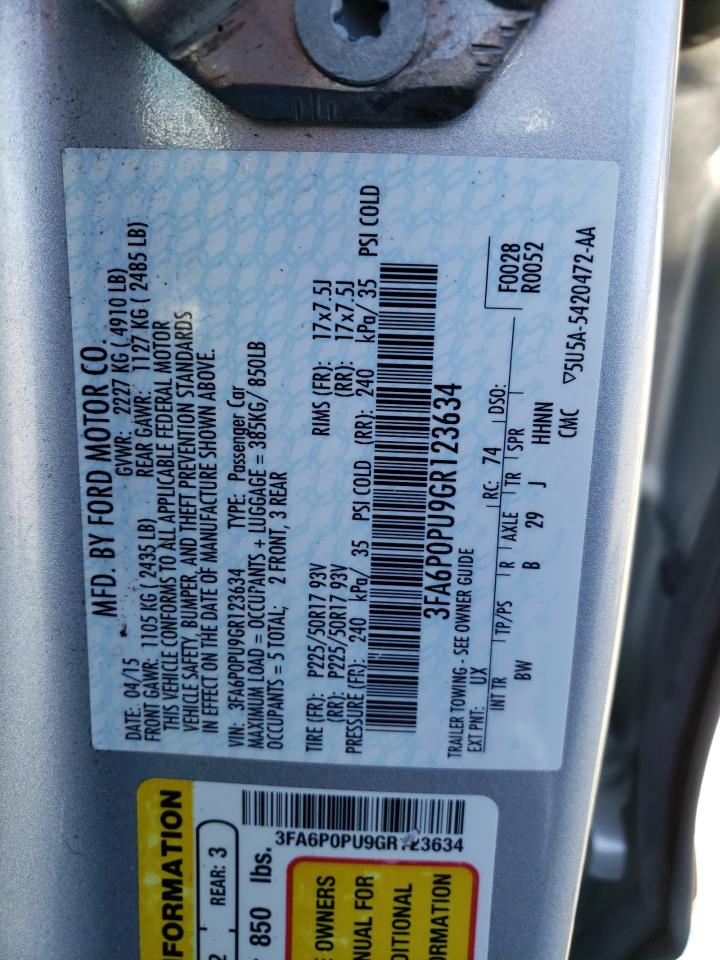 MFD. BY FORD MOTOR CO.
DATE: 04/15 GVWR: 2227 KG ( 4910 LB)
FRONT GAWR: 1105 KG ( 2435 LB) REAR GAWR: 1127 KG ( 2485 LB)
THIS VEHICLE CONFORMS TO ALL APPLICABLE FEDERAL MOTOR
VEHICLE SAFETY, BUMPER, AND THEFT PREVENTION STANDARDS
IN EFFECT ON THE DATE OF MANUFACTURE SHOWN ABOVE.
VIN: 3FA6P0PU9GR123634 TYPE: Passenger Car
MAXIMUM LOAD = OCCUPANTS + LUGGAGE = 385KG/ 850LB
OCCUPANTS = 5 TOTAL; 2 FRONT, 3 REAR
TIRE (FR): P225/50R17 93V RIMS (FR): 17x7.5J
(RR): P225/50R17 93V (RR): 17x7.5J
PRESSURE (FR): 240 kPa/ 35 PSI COLD (RR): 240 kPa/ 35 PSI COLD
3FA6P0PU9GR123634
TRAILER TOWING - SEE OWNER GUIDE
EXT PNT: UX RC: 74 DSO: F0028
R0052
INT TR TP/PS R AXLE TR SPR
BW B 29 J HHNN
CMC ▽5U5A-5420472-AA
FORMATION
2 REAR: 3
850 lbs.
3FA6P0PU9GR123634
E OWNERS
NUAL FOR
DITIONAL
ORMATION